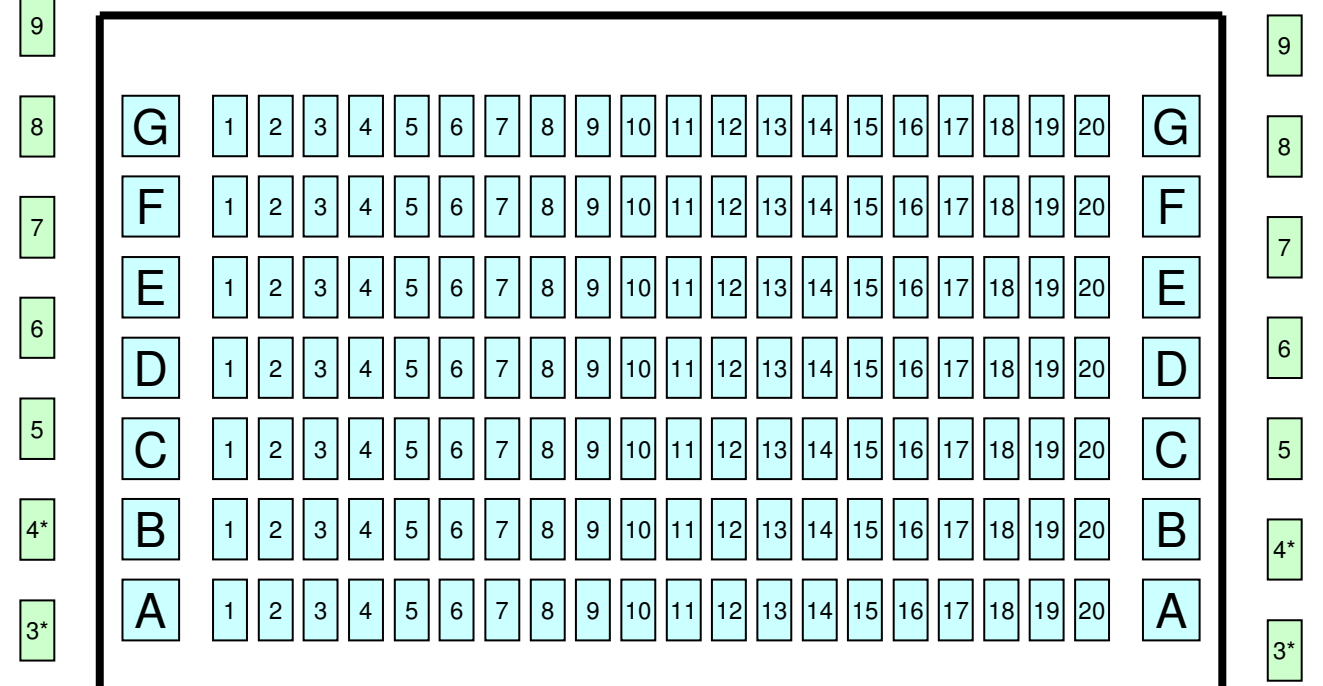 9 9
8 G 1 2 3 4 5 6 7 8 9 10 11 12 13 14 15 16 17 18 19 20 G 8
7 F 1 2 3 4 5 6 7 8 9 10 11 12 13 14 15 16 17 18 19 20 F 7
E 1 2 3 4 5 6 7 8 9 10 11 12 13 14 15 16 17 18 19 20 E
6 D 1 2 3 4 5 6 7 8 9 10 11 12 13 14 15 16 17 18 19 20 D 6
5 C 1 2 3 4 5 6 7 8 9 10 11 12 13 14 15 16 17 18 19 20 C 5
4* B 1 2 3 4 5 6 7 8 9 10 11 12 13 14 15 16 17 18 19 20 B 4*
3* A 1 2 3 4 5 6 7 8 9 10 11 12 13 14 15 16 17 18 19 20 A 3*